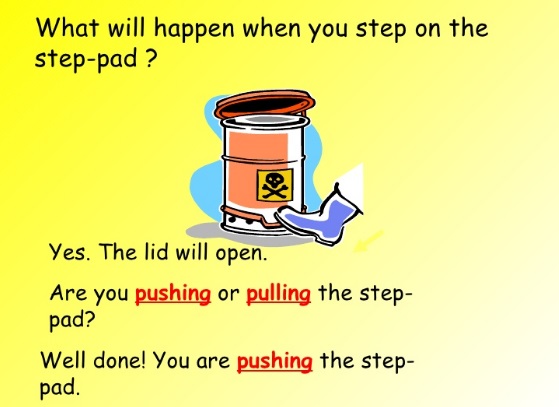 What will happen when you step on the
step-pad ?
Yes. The lid will open.
Are you pushing or pulling the step-
pad?
Well done! You are pushing the step-
pad.